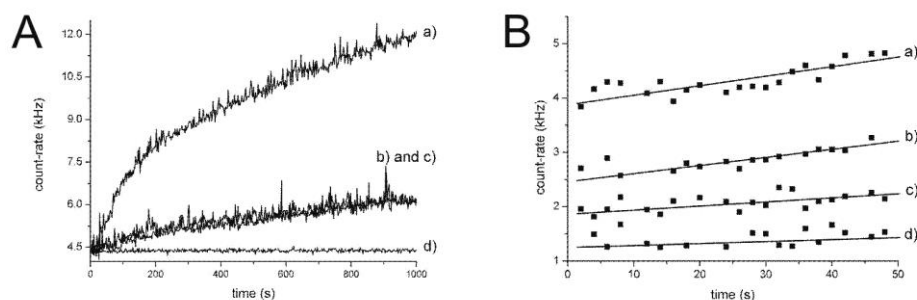 A
12.0
10.5
9.0
7.5
6.0
4.5
count-rate (kHz)
0
200
400
600
800
1000
time (s)
a)
b) and c)
d)
B
5
4
3
2
1
count-rate (kHz)
0
10
20
30
40
50
time (s)
a)
b)
c)
d)